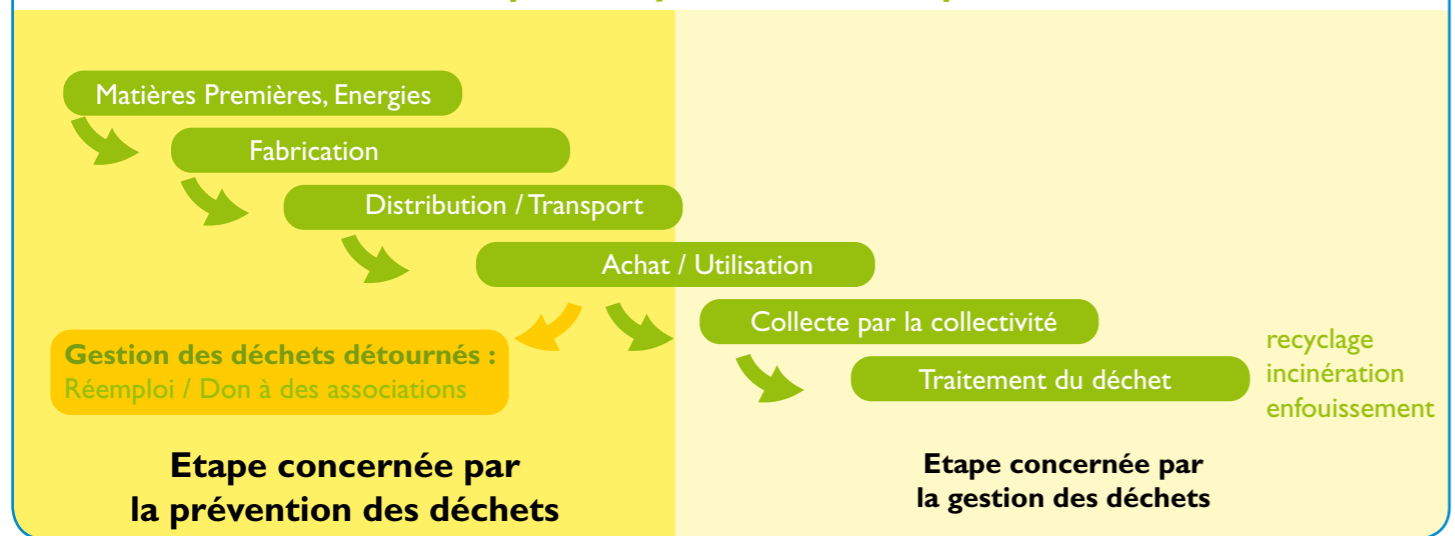 Matières Premières, Energies
Fabrication
Distribution / Transport
Achat / Utilisation
Collecte par la collectivité
Traitement du déchet
recyclage
incinération
enfouissement
Gestion des déchets détournés :
Réemploi / Don à des associations
Etape concernée par
la prévention des déchets
Etape concernée par
la gestion des déchets